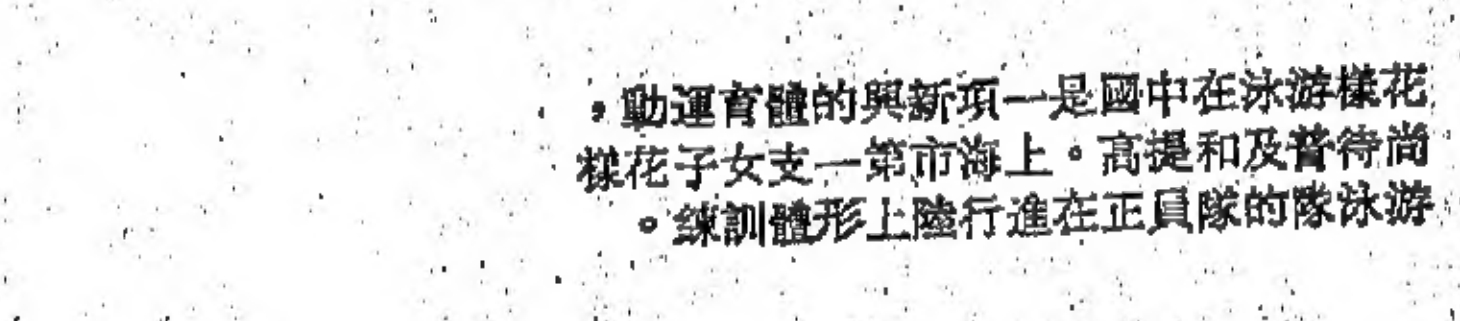 花樣游泳在中國是一項新興的體育運動，
尚待普及和提高。上海市第一支女子花樣
游泳隊的隊員正在進行陸上形體訓練。